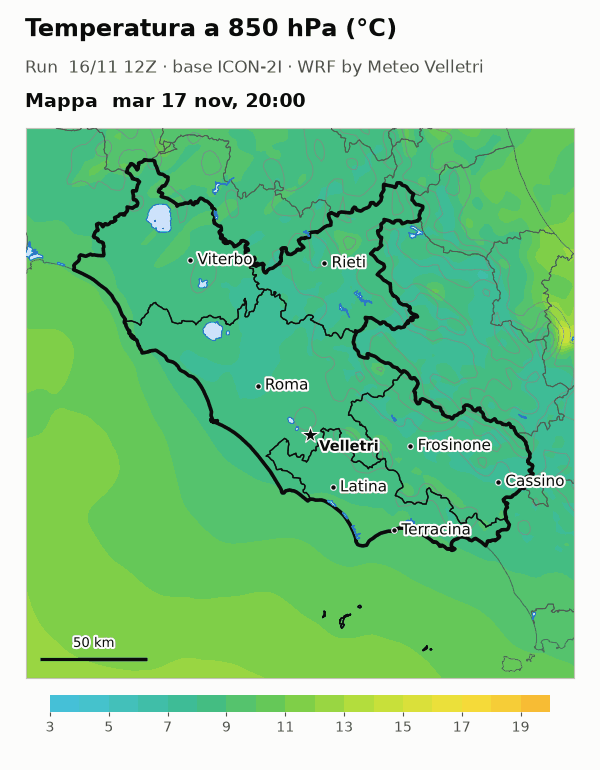 Temperatura a 850 hPa (°C)
Run  16/11 12Z · base ICON-2I · WRF by Meteo Velletri
Mappa  mar 17 nov, 20:00
Viterbo
Rieti
Roma
Velletri
Frosinone
Latina
Cassino
Terracina
50 km
3 5 7 9 11 13 15 17 19